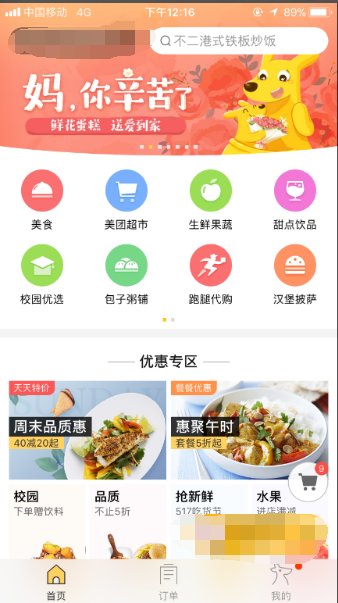 中国移动 4G 下午12:16 89%
不二港式铁板炒饭
妈,你辛苦了
鲜花蛋糕 送爱到家
美食 美团超市 生鲜果蔬 甜点饮品
校园优选 包子粥铺 跑腿代购 汉堡披萨
优惠专区
天天特价
周末品质惠
40减20起
餐餐优惠
惠聚午时
套餐5折起
9
校园 品质 抢新鲜 水果
下单赠饮料 不止5折 517吃货节 进店满减
首页 订单 我的